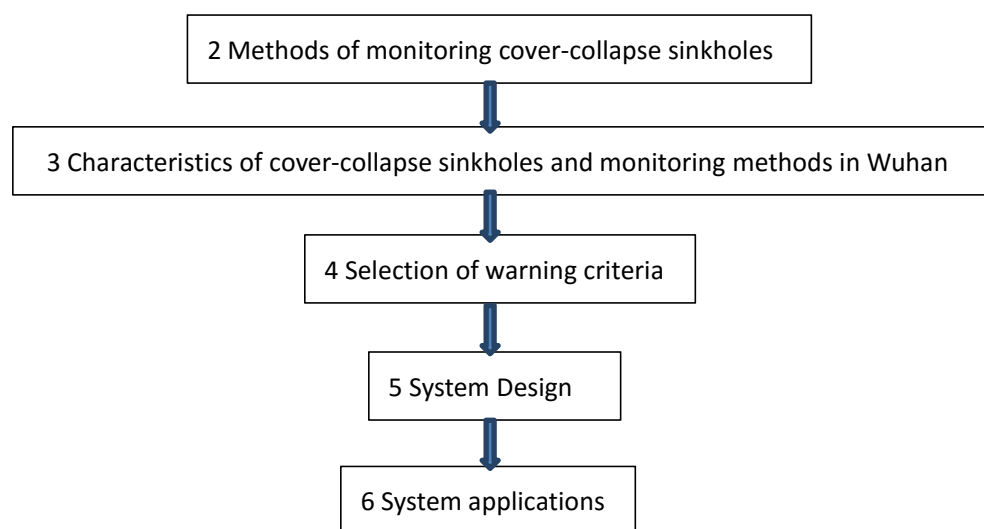 2 Methods of monitoring cover-collapse sinkholes
3 Characteristics of cover-collapse sinkholes and monitoring methods in Wuhan
4 Selection of warning criteria
5 System Design
6 System applications